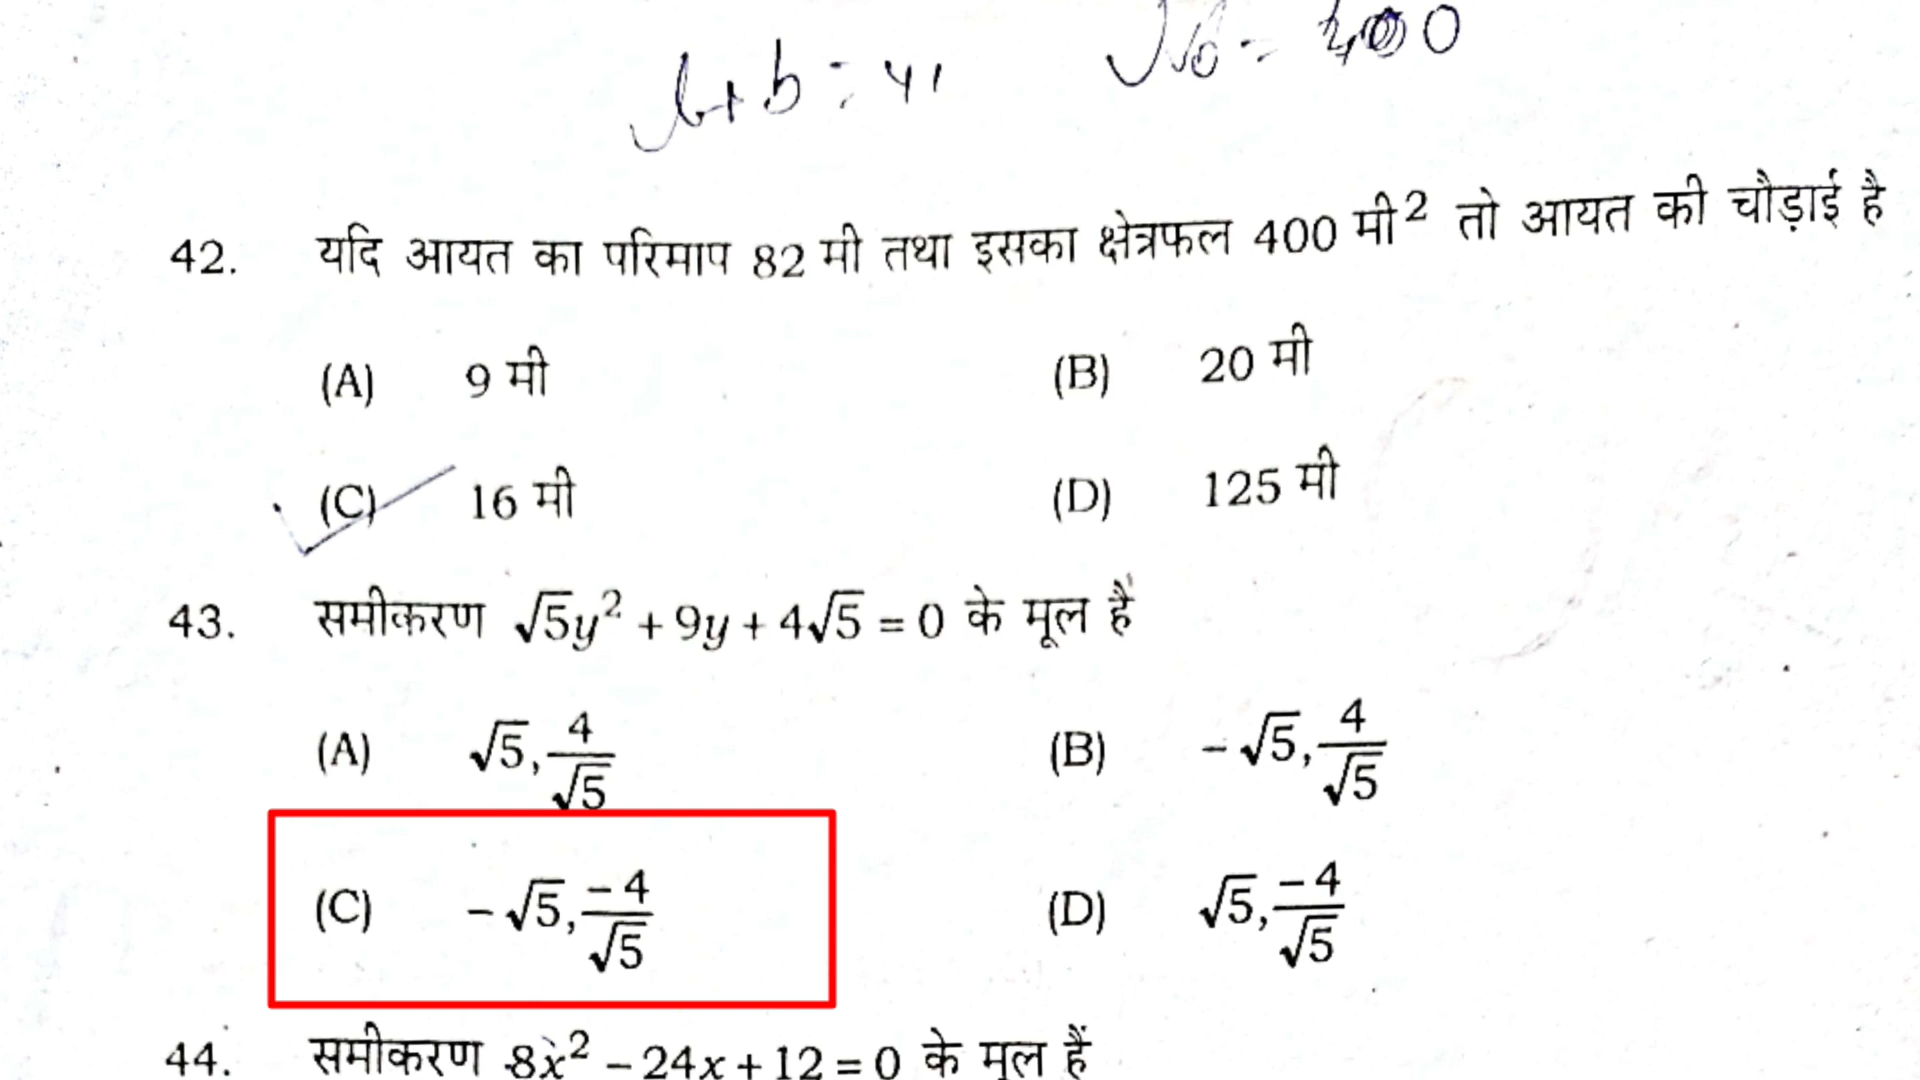 l + b = 41
= 400
42. यदि आयत का परिमाप 82 मी तथा इसका क्षेत्रफल 400 मी² तो आयत की चौड़ाई है
(A) 9 मी (B) 20 मी
(C) 16 मी (D) 125 मी
43. समीकरण √5y² + 9y + 4√5 = 0 के मूल हैं
(A) √5, 4/√5 (B) -√5, 4/√5
(C) -√5, -4/√5 (D) √5, -4/√5
44. समीकरण 8x² - 24x + 12 = 0 के मूल हैं